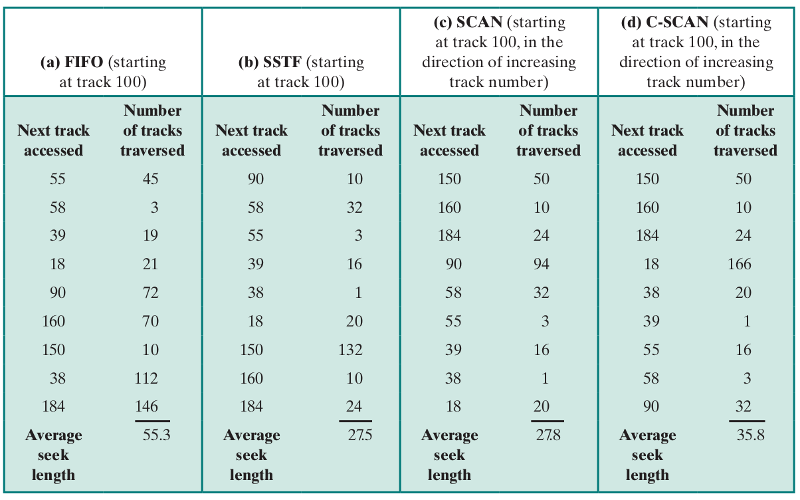 (a) FIFO (starting
at track 100)
(b) SSTF (starting
at track 100)
(c) SCAN (starting
at track 100, in the
direction of increasing
track number)
(d) C-SCAN (starting
at track 100, in the
direction of increasing
track number)
Next track accessed Number of tracks traversed Next track accessed Number of tracks traversed Next track accessed Number of tracks traversed Next track accessed Number of tracks traversed
55 45 90 10 150 50 150 50
58 3 58 32 160 10 160 10
39 19 55 3 184 24 184 24
18 21 39 16 90 94 18 166
90 72 38 1 58 32 38 20
160 70 18 20 55 3 39 1
150 10 150 132 39 16 55 16
38 112 160 10 38 1 58 3
184 146 184 24 18 20 90 32
Average 55.3 Average 27.5 Average 27.8 Average 35.8
seek seek seek seek
length length length length